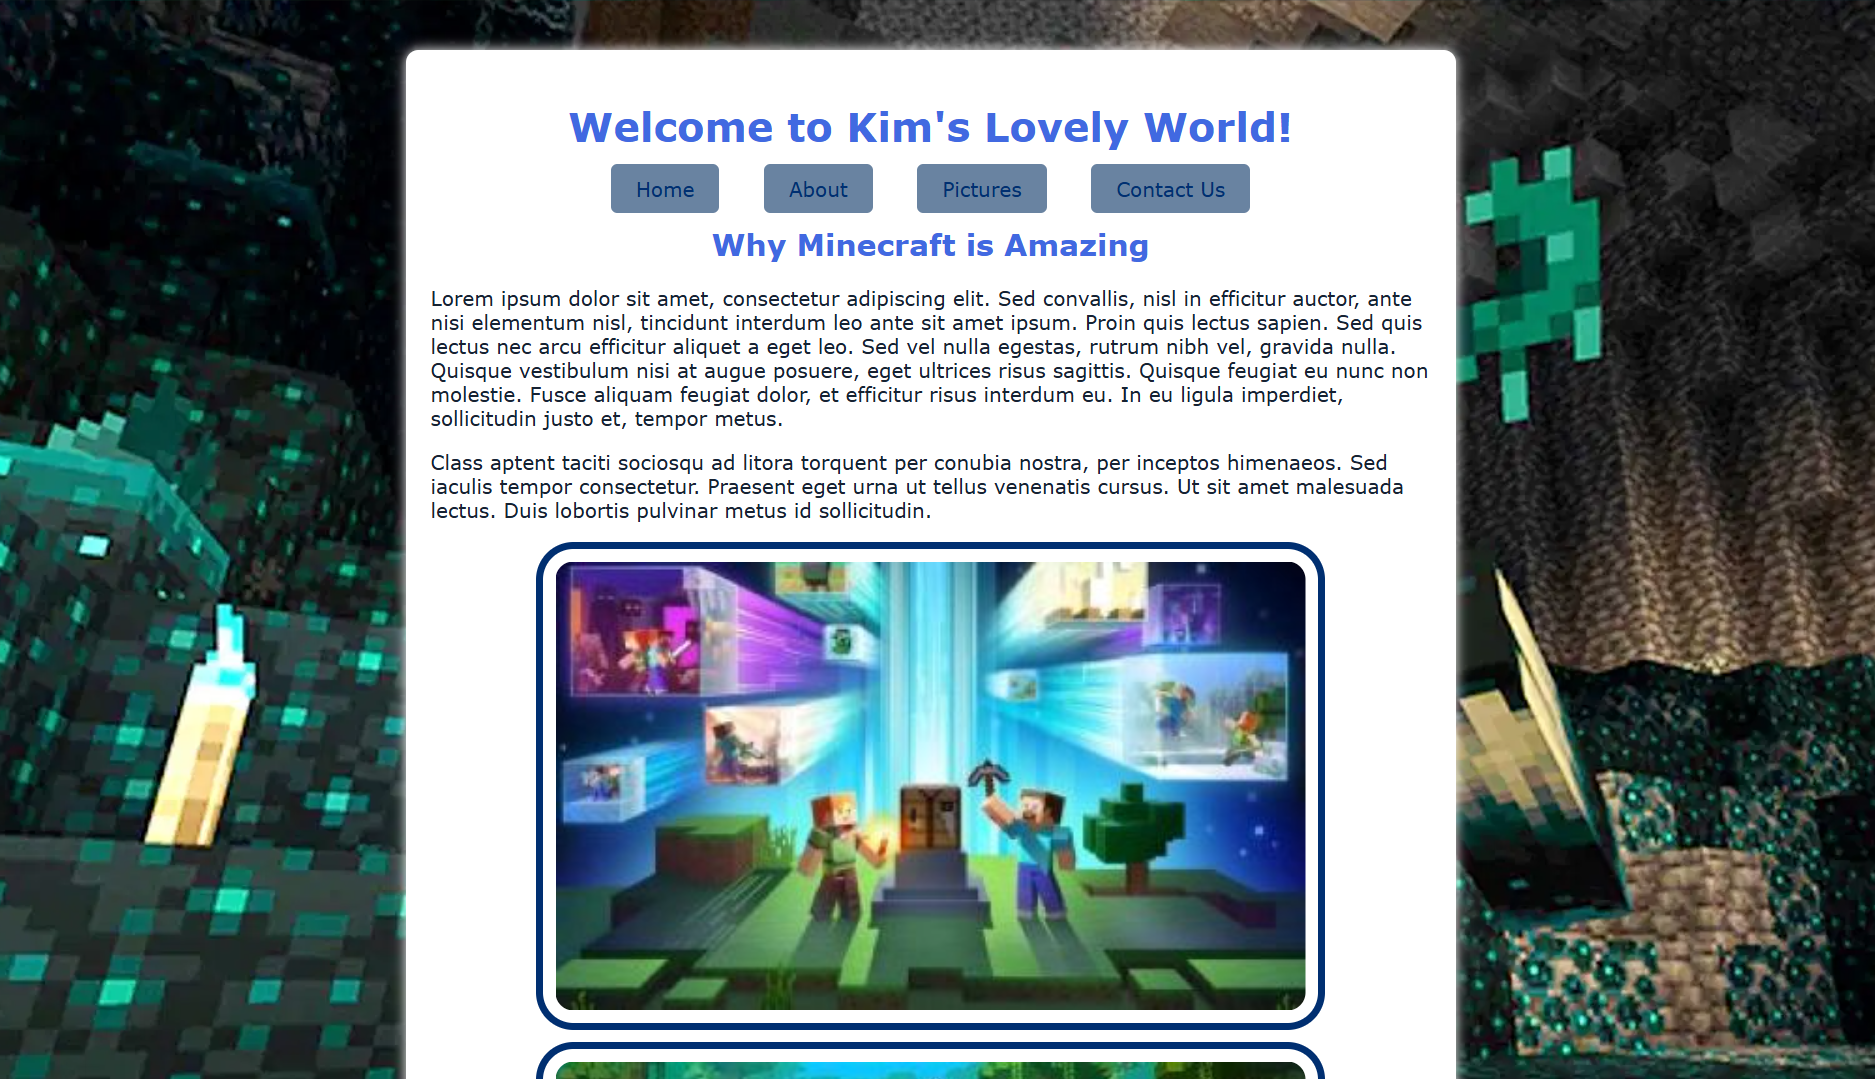 Welcome to Kim's Lovely World!
Home About Pictures Contact Us
Why Minecraft is Amazing
Lorem ipsum dolor sit amet, consectetur adipiscing elit. Sed convallis, nisl in efficitur auctor, ante
nisi elementum nisl, tincidunt interdum leo ante sit amet ipsum. Proin quis lectus sapien. Sed quis
lectus nec arcu efficitur aliquet a eget leo. Sed vel nulla egestas, rutrum nibh vel, gravida nulla.
Quisque vestibulum nisi at augue posuere, eget ultrices risus sagittis. Quisque feugiat eu nunc non
molestie. Fusce aliquam feugiat dolor, et efficitur risus interdum eu. In eu ligula imperdiet,
sollicitudin justo et, tempor metus.
Class aptent taciti sociosqu ad litora torquent per conubia nostra, per inceptos himenaeos. Sed
iaculis tempor consectetur. Praesent eget urna ut tellus venenatis cursus. Ut sit amet malesuada
lectus. Duis lobortis pulvinar metus id sollicitudin.